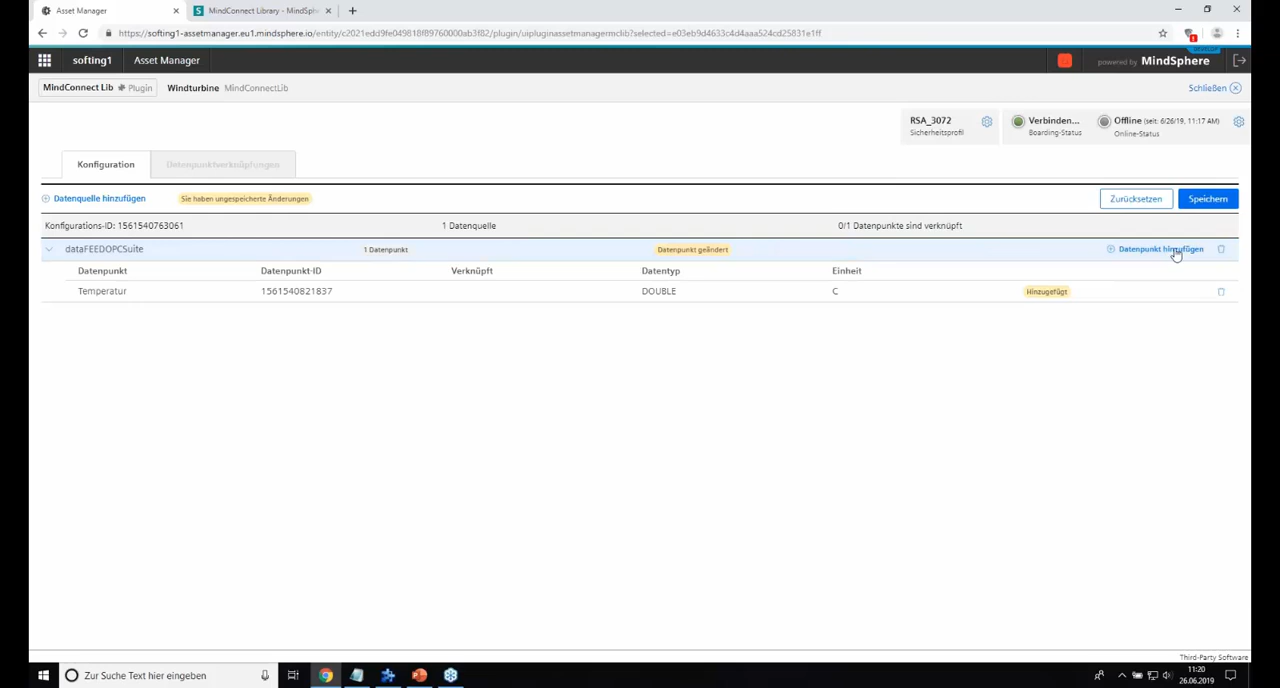 Asset Manager
MindConnect Library - MindSphe
https://softing1-assetmanager.eu1.mindsphere.io/entity/c2021edd9fe049818f89760000ab3f82/plugin/uipluginassetmanagermclib?selected=e03eb9d4633c4d4aaa524cd25831e1ff
softing1 Asset Manager
powered by MindSphere
MindConnect Lib Plugin Windturbine MindConnectLib
Schließen
RSA_3072
Sicherheitsprofil
Verbinden...
Boarding-Status
Offline (seit: 6/26/19, 11:17 AM)
Online-Status
Konfiguration Datenpunktverknüpfungen
Datenquelle hinzufügen Sie haben ungespeicherte Änderungen Zurücksetzen Speichern
Konfigurations-ID: 1561540763061 1 Datenquelle 0/1 Datenpunkte sind verknüpft
dataFEEDOPCSuite 1 Datenpunkt Datenpunkt geändert Datenpunkt hinzufügen
Datenpunkt Datenpunkt-ID Verknüpft Datentyp Einheit
Temperatur 1561540821837 DOUBLE C Hinzugefügt
Third-Party Software
Zur Suche Text hier eingeben
11:20
26.06.2019